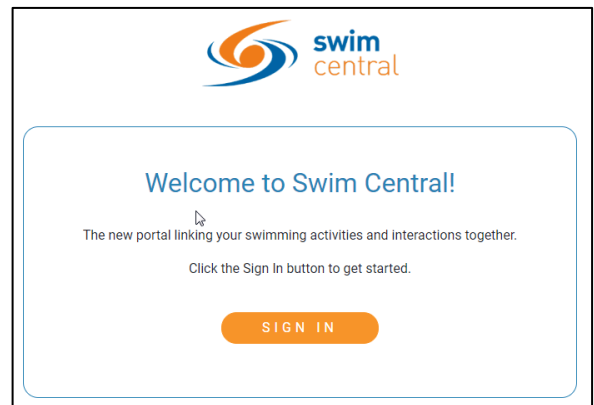 swim
central
Welcome to Swim Central!
The new portal linking your swimming activities and interactions together.
Click the Sign In button to get started.
SIGN IN